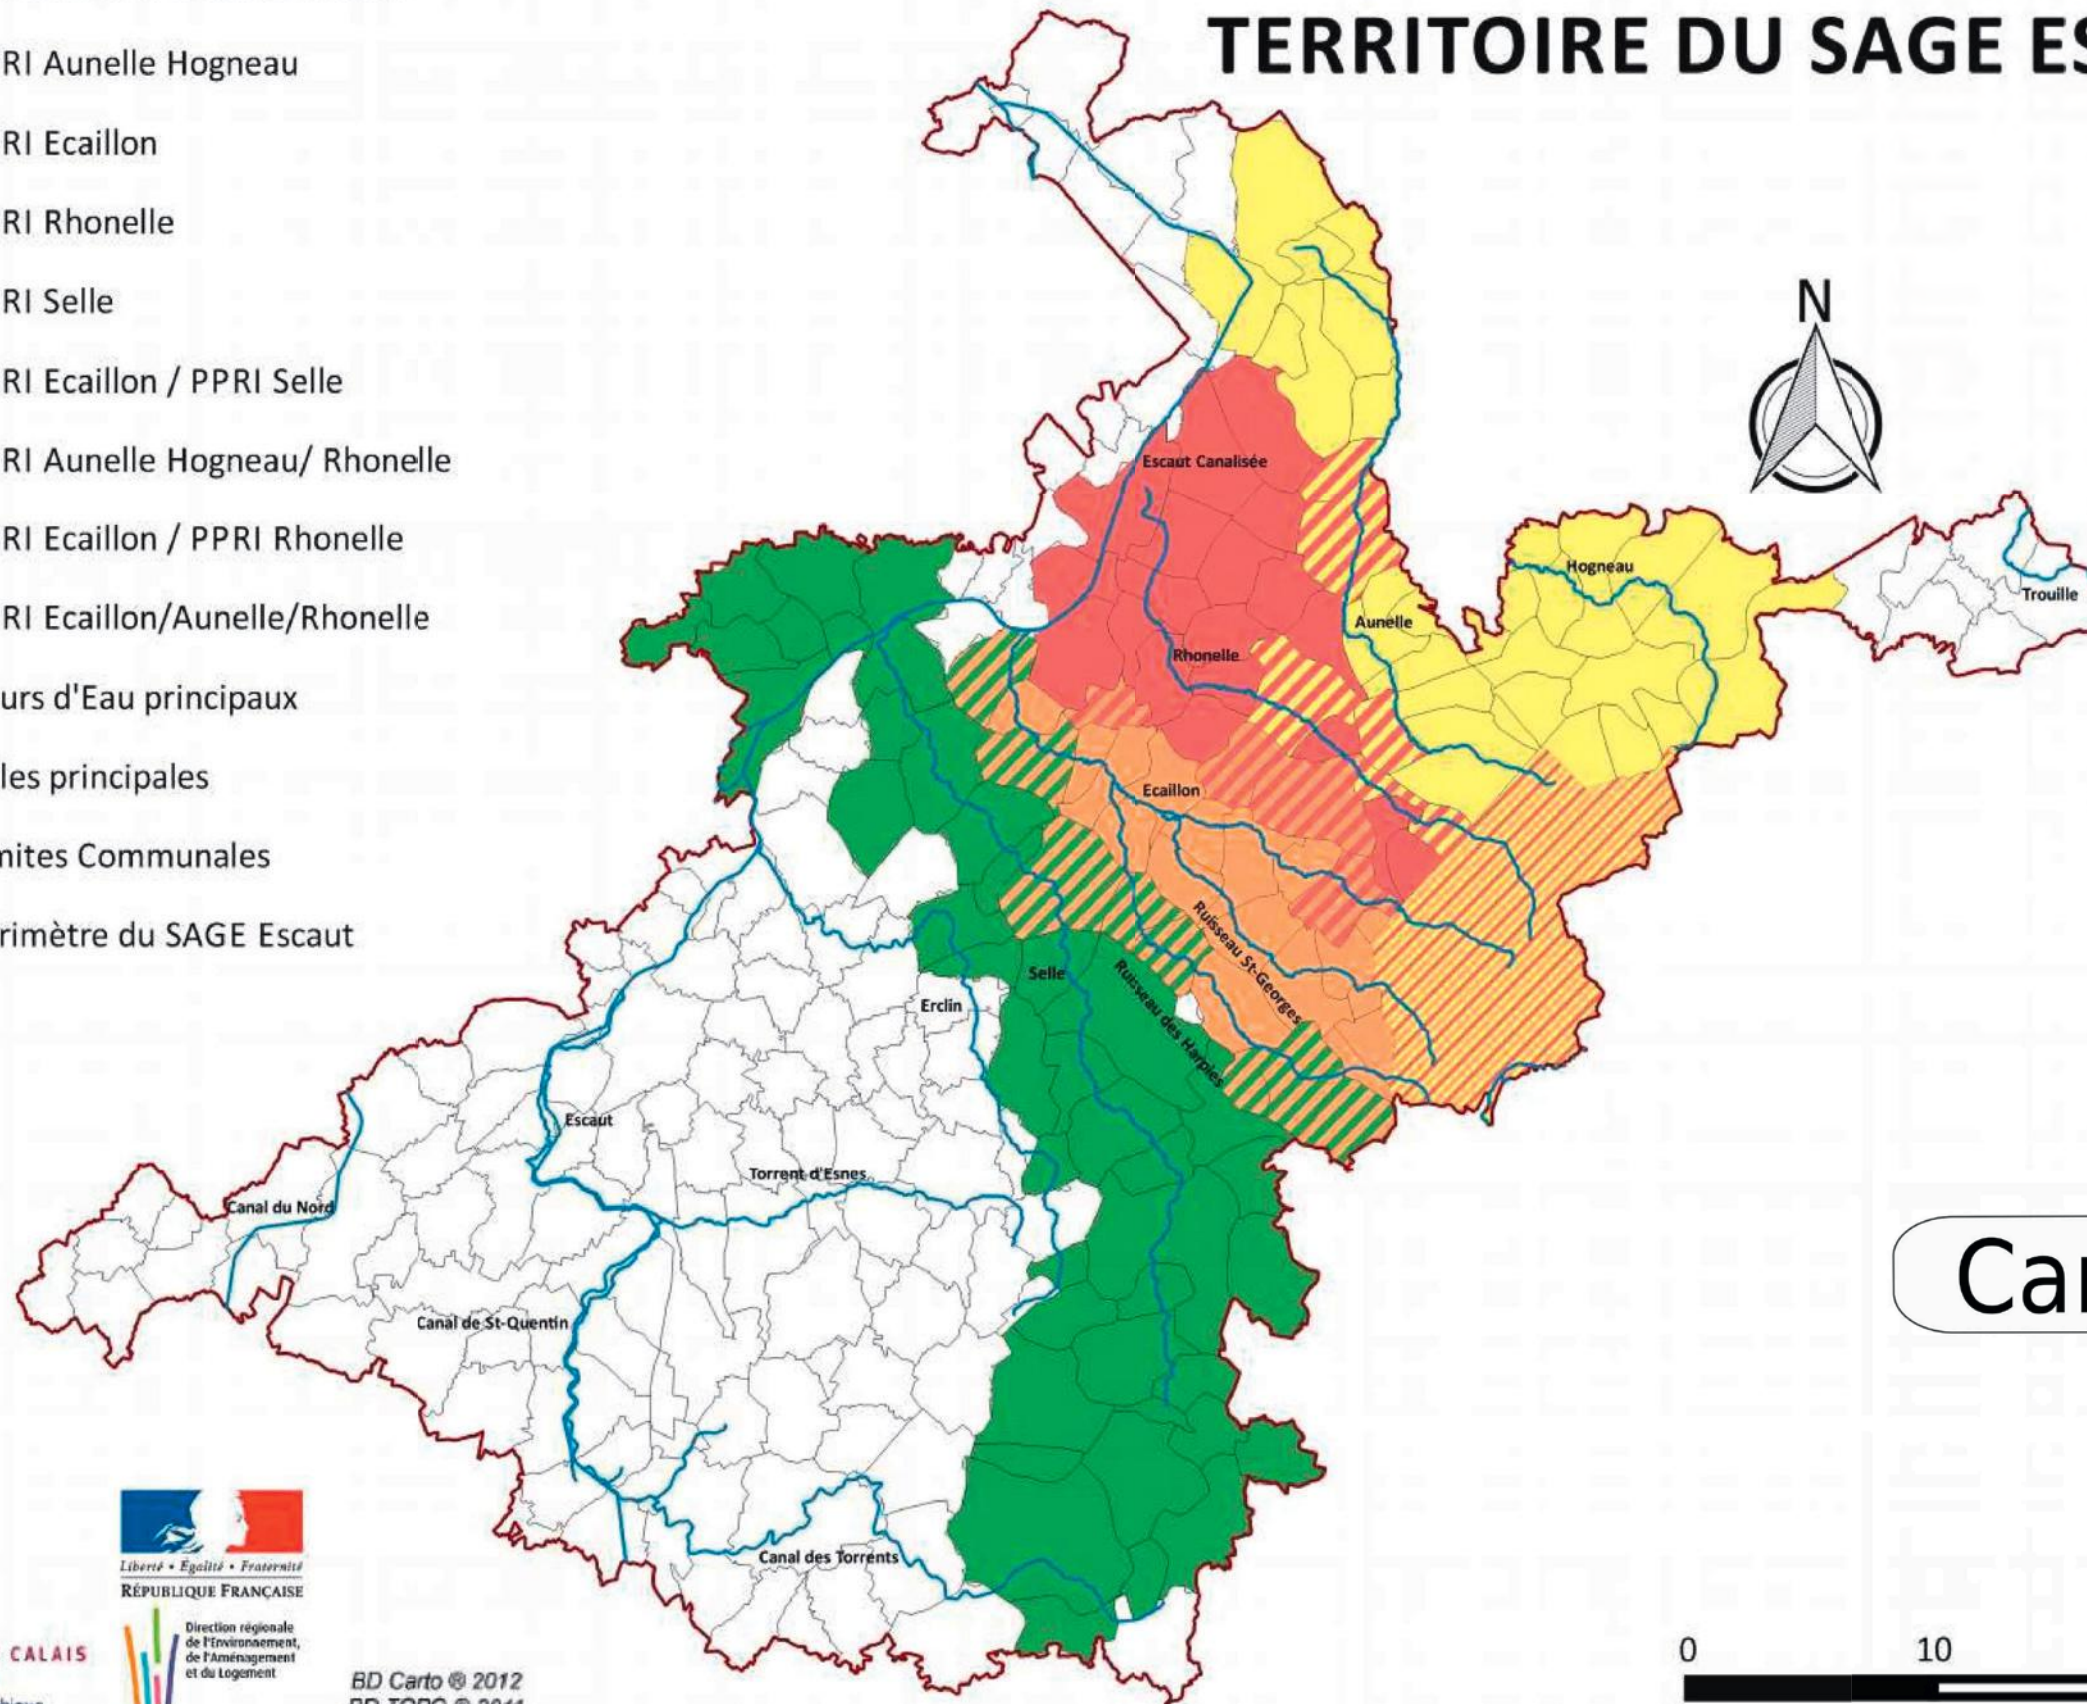 TERRITOIRE DU SAGE ES
RI Aunelle Hogneau
RI Ecaillon
RI Rhonelle
RI Selle
RI Ecaillon / PPRI Selle
RI Aunelle Hogneau/ Rhonelle
RI Ecaillon / PPRI Rhonelle
RI Ecaillon/Aunelle/Rhonelle
urs d'Eau principaux
les principales
mites Communales
rimètre du SAGE Escaut
N
Escaut Canalisée
Hogneau
Trouille
Aunelle
Rhonelle
Ecaillon
Ruisseau St-Georges
Selle
Ruisseau des Harpies
Erclin
Escaut
Torrent d'Esnes
Canal du Nord
Canal de St-Quentin
Canal des Torrents
Car
Liberté • Égalité • Fraternité
RÉPUBLIQUE FRANÇAISE
Direction régionale
de l'Environnement,
de l'Aménagement
et du Logement
CALAIS
BD Carto ® 2012
0 10